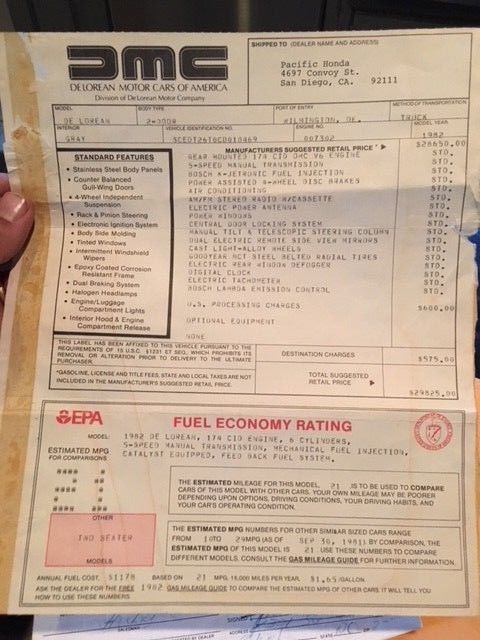 DMC
DE LOREAN MOTOR CARS OF AMERICA
Division of De Lorean Motor Company
SHIPPED TO (DEALER NAME AND ADDRESS)
Pacific Honda
4697 Convoy St.
San Diego, CA. 92111
MODEL BODY TYPE PORT OF ENTRY METHOD OF TRANSPORTATION
DE LOREAN 2-DOOR WILMINGTON, DE. TRUCK
INTERIOR VEHICLE IDENTIFICATION NO. ENGINE NO. MODEL YEAR
GRAY SCEDT26T0CD010469 007302 1982
MANUFACTURERS SUGGESTED RETAIL PRICE* $28650.00
STANDARD FEATURES
• Stainless Steel Body Panels
• Counter Balanced
Gull-Wing Doors
• 4-Wheel Independent
Suspension
• Rack & Pinion Steering
• Electronic Ignition System
• Body Side Molding
• Tinted Windows
• Intermittent Windshield
Wipers
• Epoxy Coated Corrosion
Resistant Frame
• Dual Braking System
• Halogen Headlamps
• Engine/Luggage
Compartment Lights
• Interior Hood & Engine
Compartment Release
REAR MOUNTED 174 CID OHC V6 ENGINE STD.
5-SPEED MANUAL TRANSMISSION STD.
BOSCH K-JETRONIC FUEL INJECTION STD.
POWER ASSISTED 4-WHEEL DISC BRAKES STD.
AIR CONDITIONING STD.
AM/FM STEREO RADIO W/CASSETTE STD.
ELECTRIC POWER ANTENNA STD.
POWER WINDOWS STD.
CENTRAL DOOR LOCKING SYSTEM STD.
MANUAL TILT & TELESCOPIC STEERING COLUMN STD.
DUAL ELECTRIC REMOTE SIDE VIEW MIRRORS STD.
CAST LIGHT-ALLOY WHEELS STD.
GOODYEAR NCT STEEL BELTED RADIAL TIRES STD.
ELECTRIC REAR WINDOW DEFOGGER STD.
DIGITAL CLOCK STD.
ELECTRIC TACHOMETER STD.
BOSCH LAMBDA EMISSION CONTROL STD.
U.S. PROCESSING CHARGES $600.00
OPTIONAL EQUIPMENT
NONE
THIS LABEL HAS BEEN AFFIXED TO THIS VEHICLE PURSUANT TO THE
REQUIREMENTS OF 15 U.S.C. §1231 ET SEQ, WHICH PROHIBITS ITS
REMOVAL OR ALTERATION PRIOR TO DELIVERY TO THE ULTIMATE
PURCHASER.
*GASOLINE, LICENSE AND TITLE FEES, STATE AND LOCAL TAXES ARE NOT
INCLUDED IN THE MANUFACTURER'S SUGGESTED RETAIL PRICE.
DESTINATION CHARGES $575.00
TOTAL SUGGESTED
RETAIL PRICE $29825.00
EPA FUEL ECONOMY RATING
MODEL: 1982 DE LOREAN, 174 CID ENGINE, 6 CYLINDERS,
5-SPEED MANUAL TRANSMISSION, MECHANICAL FUEL INJECTION,
CATALYST EQUIPPED, FEED BACK FUEL SYSTEM.
ESTIMATED MPG
FOR COMPARISONS
THE ESTIMATED MILEAGE FOR THIS MODEL, 21 IS TO BE USED TO COMPARE
CARS OF THIS MODEL WITH OTHER CARS. YOUR OWN MILEAGE MAY BE POORER
DEPENDING UPON OPTIONS, DRIVING CONDITIONS, YOUR DRIVING HABITS, AND
YOUR CAR'S OPERATING CONDITION.
OTHER
TWO SEATER
MODELS
THE ESTIMATED MPG NUMBERS FOR OTHER SIMILAR SIZED CARS RANGE
FROM 10 TO 29 MPG (AS OF SEP 30, 1981) BY COMPARISON, THE
ESTIMATED MPG OF THIS MODEL IS 21 USE THESE NUMBERS TO COMPARE
DIFFERENT MODELS. CONSULT THE GAS MILEAGE GUIDE FOR FURTHER INFORMATION.
ANNUAL FUEL COST, $1178 BASED ON 21 MPG, 15,000 MILES PER YEAR, $1.65/GALLON.
ASK THE DEALER FOR THE FREE 1982 GAS MILEAGE GUIDE TO COMPARE THE ESTIMATED MPG OF OTHER CARS. IT WILL TELL YOU
HOW TO USE THESE NUMBERS
SIGNED
ADDRESS